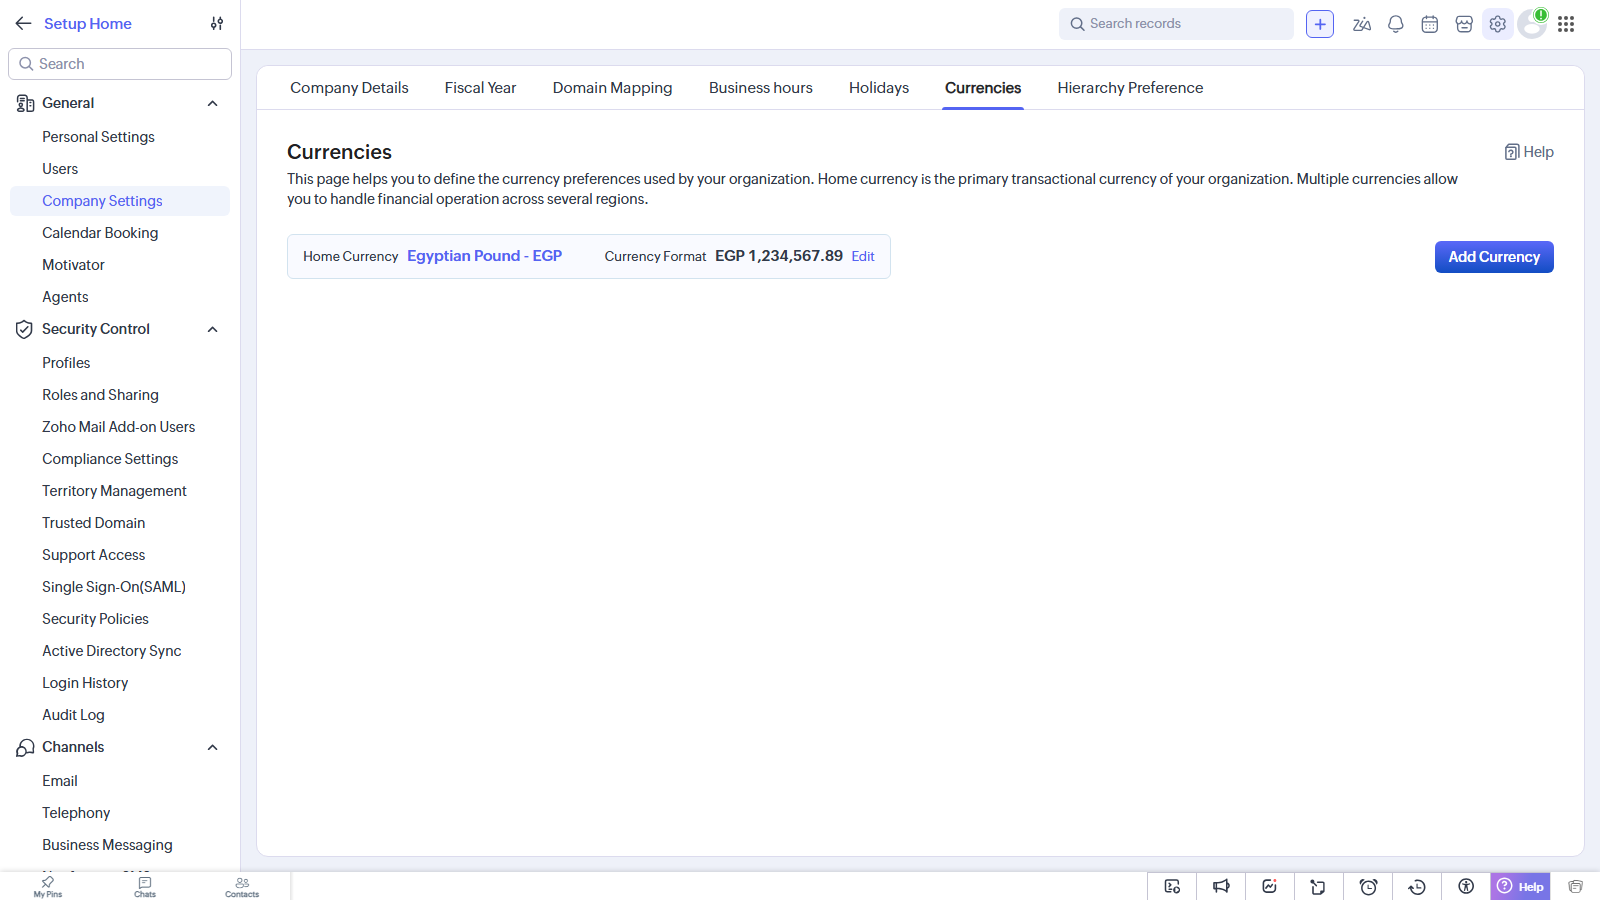 Setup Home
Search
General
Personal Settings
Users
Company Settings
Calendar Booking
Motivator
Agents
Security Control
Profiles
Roles and Sharing
Zoho Mail Add-on Users
Compliance Settings
Territory Management
Trusted Domain
Support Access
Single Sign-On(SAML)
Security Policies
Active Directory Sync
Login History
Audit Log
Channels
Email
Telephony
Business Messaging
My Pins
Chats
Contacts
Search records
Company Details
Fiscal Year
Domain Mapping
Business hours
Holidays
Currencies
Hierarchy Preference
Currencies
Help
This page helps you to define the currency preferences used by your organization. Home currency is the primary transactional currency of your organization. Multiple currencies allow
you to handle financial operation across several regions.
Home Currency Egyptian Pound - EGP Currency Format EGP 1,234,567.89 Edit
Add Currency
Help